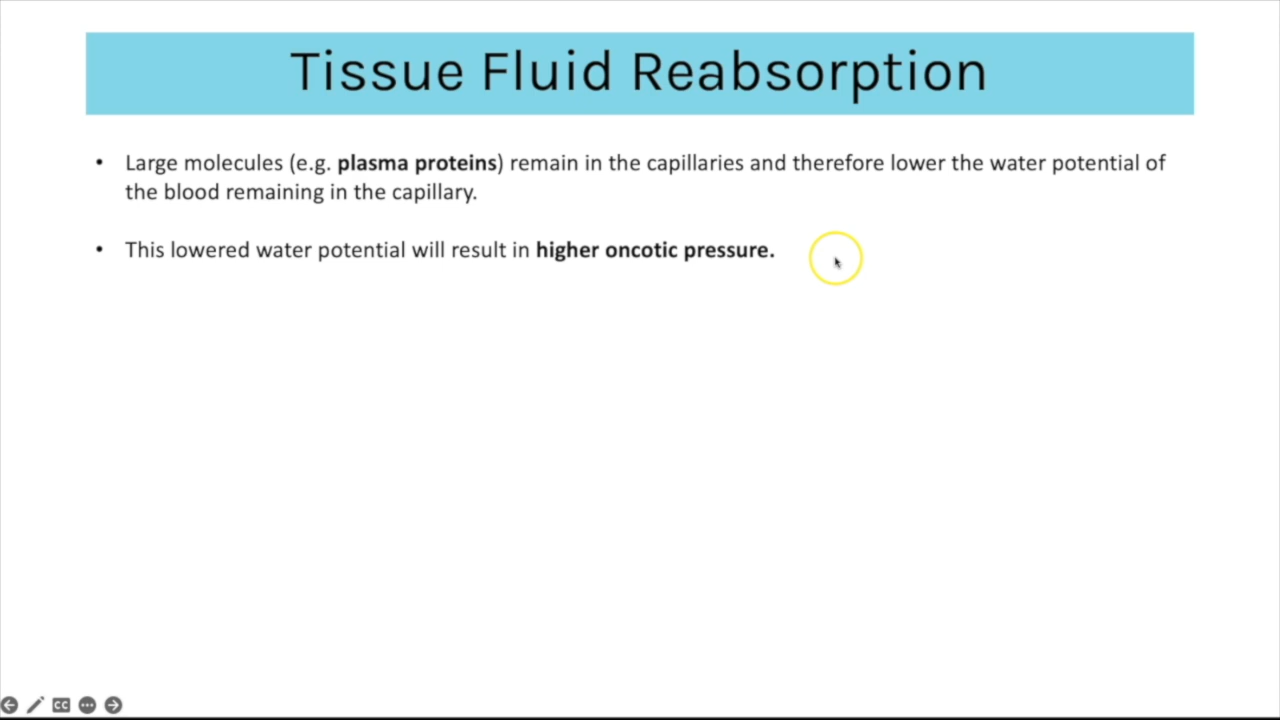 Tissue Fluid Reabsorption
• Large molecules (e.g. plasma proteins) remain in the capillaries and therefore lower the water potential of
the blood remaining in the capillary.
• This lowered water potential will result in higher oncotic pressure.
CC